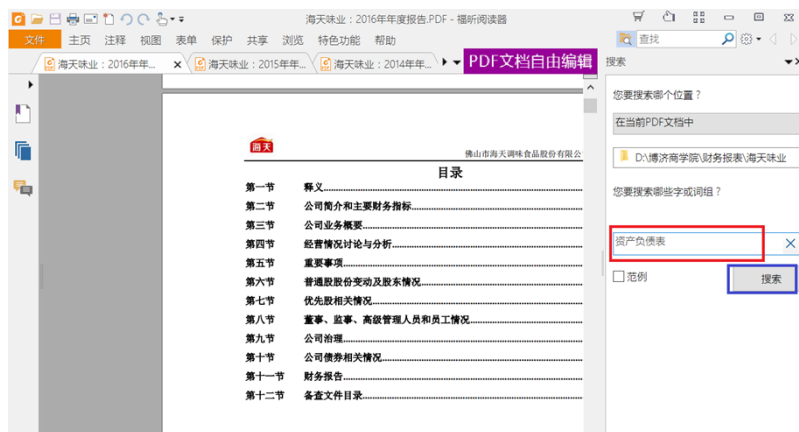 海天味业：2016年年度报告.PDF - 福昕阅读器
文件 主页 注释 视图 表单 保护 共享 浏览 特色功能 帮助
查找
海天味业：2016年年... 海天味业：2015年年... 海天味业：2014年年... PDF文档自由编辑
搜索
您要搜索哪个位置？
在当前PDF文档中
D:\博济商学院\财务报表\海天味业
您要搜索哪些字或词组？
资产负债表
范例
搜索
海天
佛山市海天调味食品股份有限公
目录
第一节 释义
第二节 公司简介和主要财务指标
第三节 公司业务概要
第四节 经营情况讨论与分析
第五节 重要事项
第六节 普通股股份变动及股东情况
第七节 优先股相关情况
第八节 董事、监事、高级管理人员和员工情况
第九节 公司治理
第十节 公司债券相关情况
第十一节 财务报告
第十二节 备查文件目录